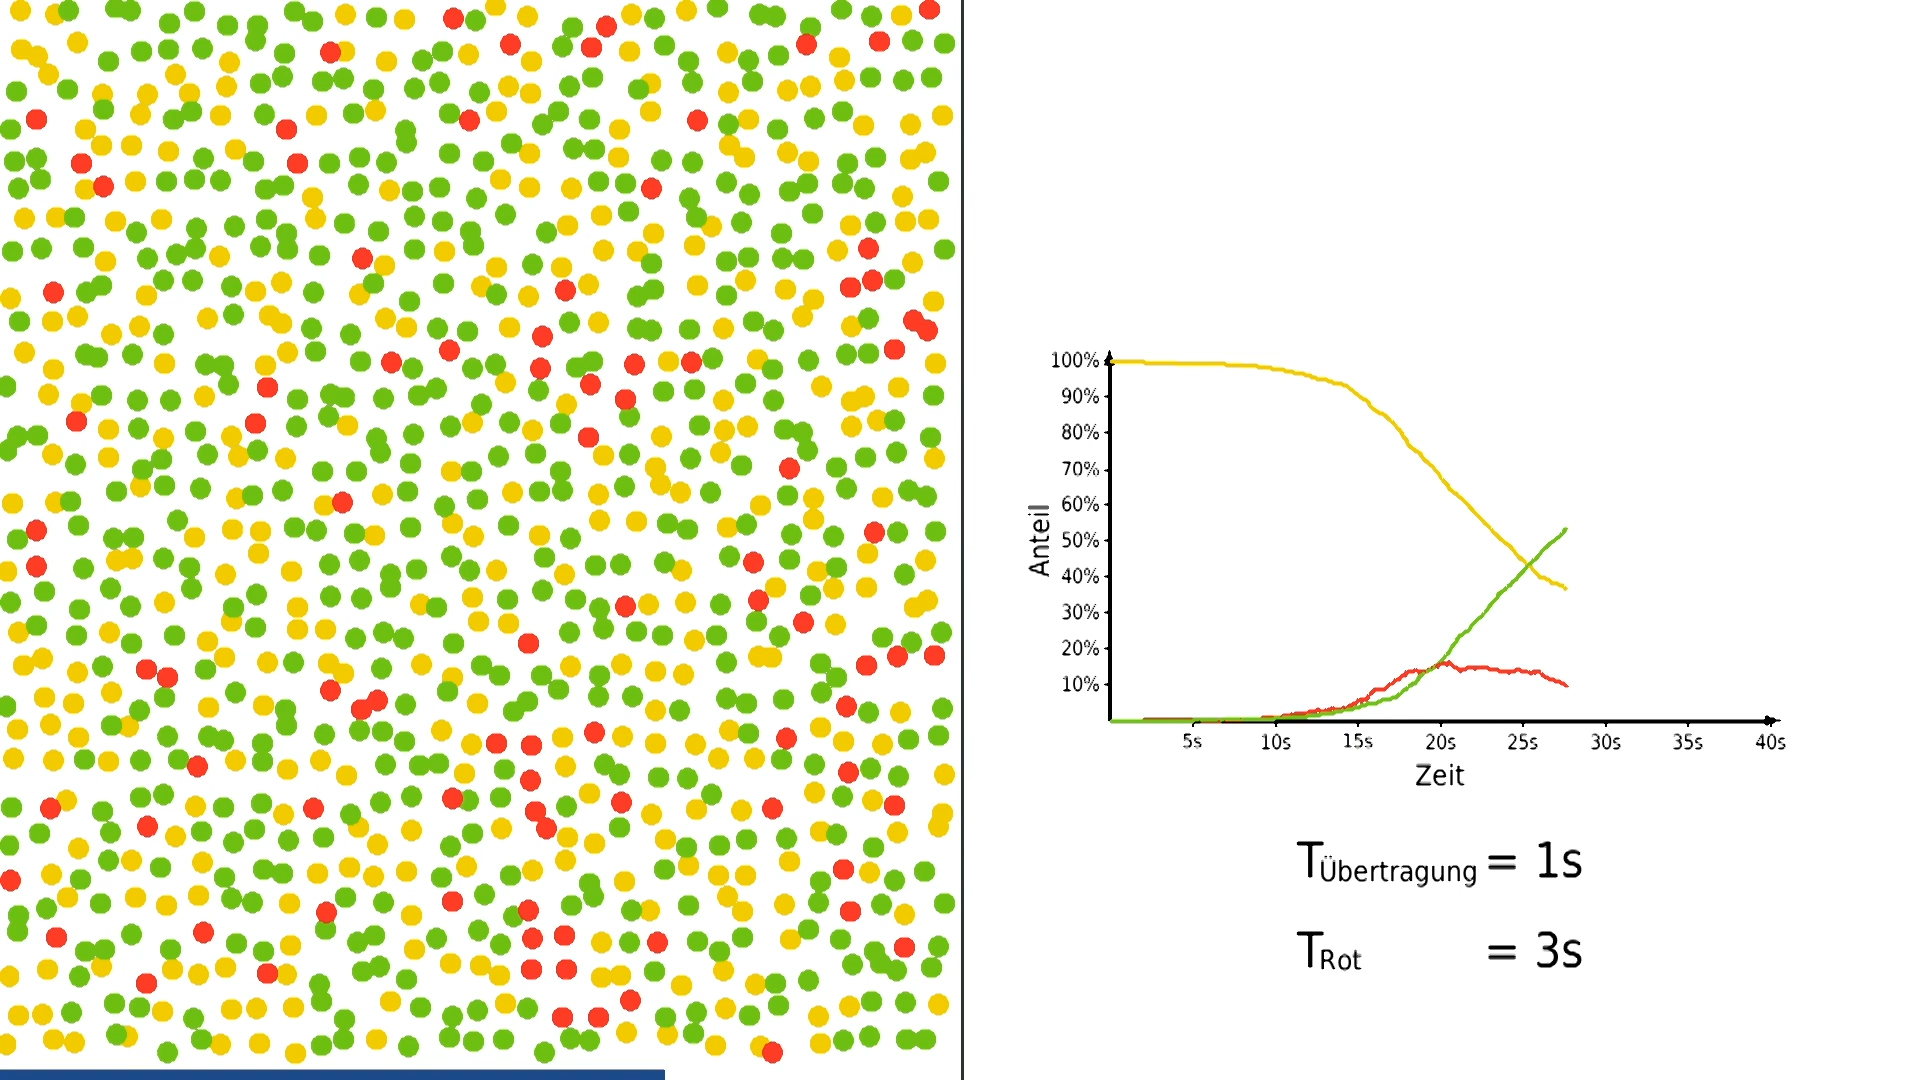 100%
90%
80%
70%
60%
50%
40%
30%
20%
10%
Anteil
5s 10s 15s 20s 25s 30s 35s 40s
Zeit
TÜbertragung = 1s
TRot = 3s